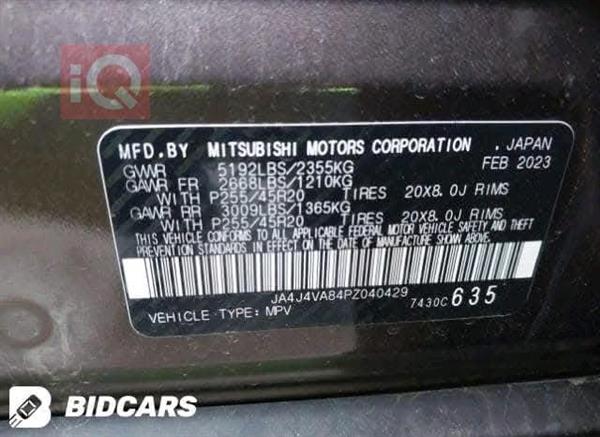 iQ
MFD.BY MITSUBISHI MOTORS CORPORATION . JAPAN
GVWR 5192LBS/2355KG FEB 2023
GAWR FR 2668LBS/1210KG
WITH P255/45R20 TIRES 20X8.0J RIMS
GAWR RR 3009LBS/1365KG
WITH P255/45R20 TIRES 20X8.0J RIMS
THIS VEHICLE CONFORMS TO ALL APPLICABLE FEDERAL MOTOR VEHICLE SAFETY AND THEFT
PREVENTION STANDARDS IN EFFECT ON THE DATE OF MANUFACTURE SHOWN ABOVE.
JA4J4VA84PZ040429
7430C 635
VEHICLE TYPE: MPV
BIDCARS